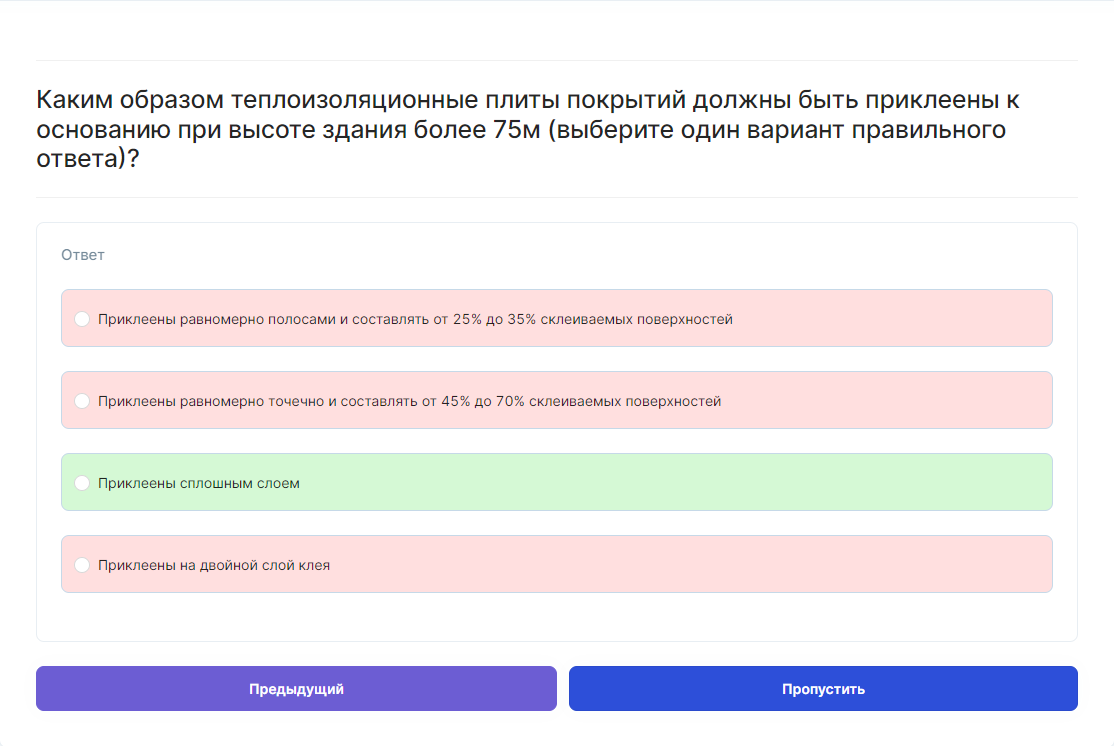 Каким образом теплоизоляционные плиты покрытий должны быть приклеены к
основанию при высоте здания более 75м (выберите один вариант правильного
ответа)?
Ответ
Приклеены равномерно полосами и составлять от 25% до 35% склеиваемых поверхностей
Приклеены равномерно точечно и составлять от 45% до 70% склеиваемых поверхностей
Приклеены сплошным слоем
Приклеены на двойной слой клея
Предыдущий
Пропустить